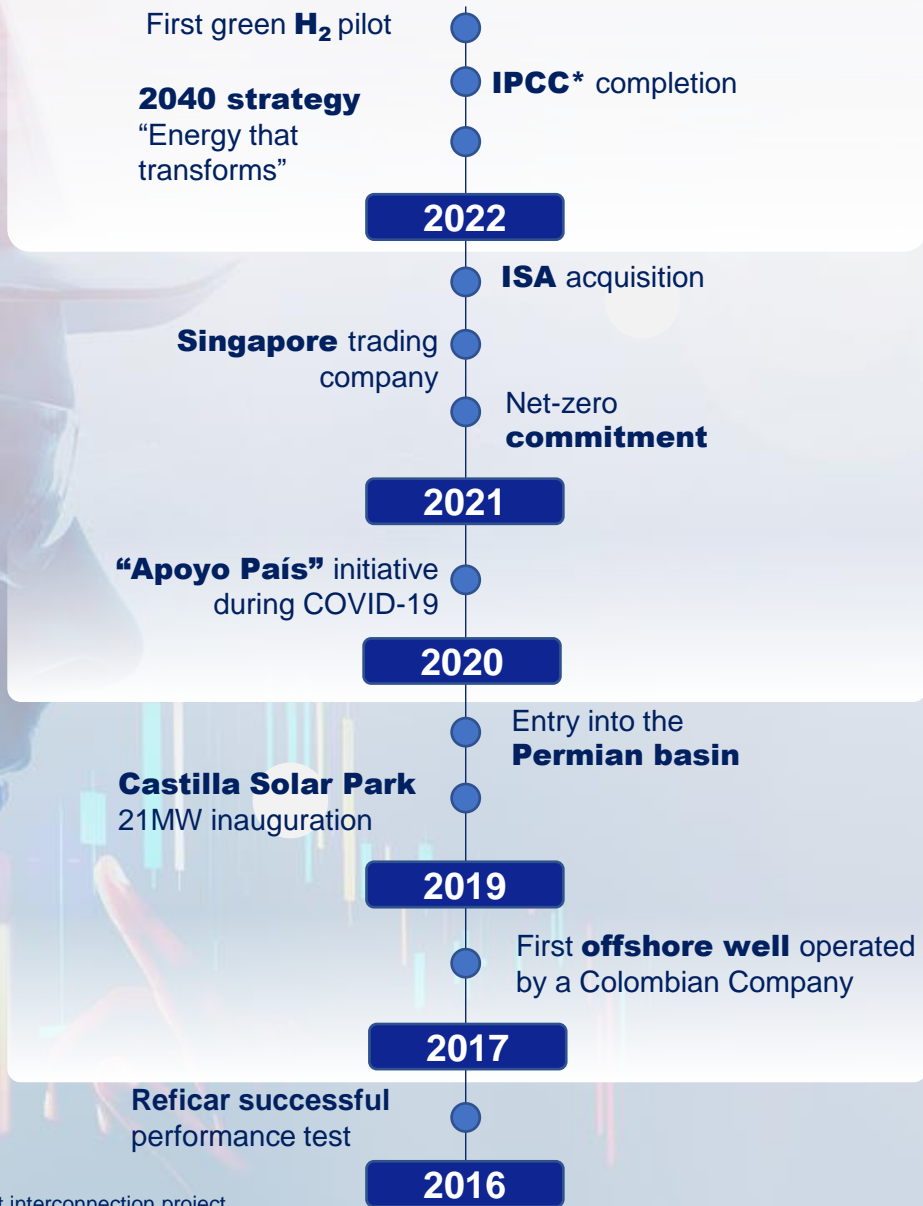 First green H₂ pilot
IPCC* completion
2040 strategy
“Energy that
transforms”
2022
ISA acquisition
Singapore trading
company
Net-zero
commitment
2021
“Apoyo País” initiative
during COVID-19
2020
Entry into the
Permian basin
Castilla Solar Park
21MW inauguration
2019
First offshore well operated
by a Colombian Company
2017
Reficar successful
performance test
2016
interconnection project